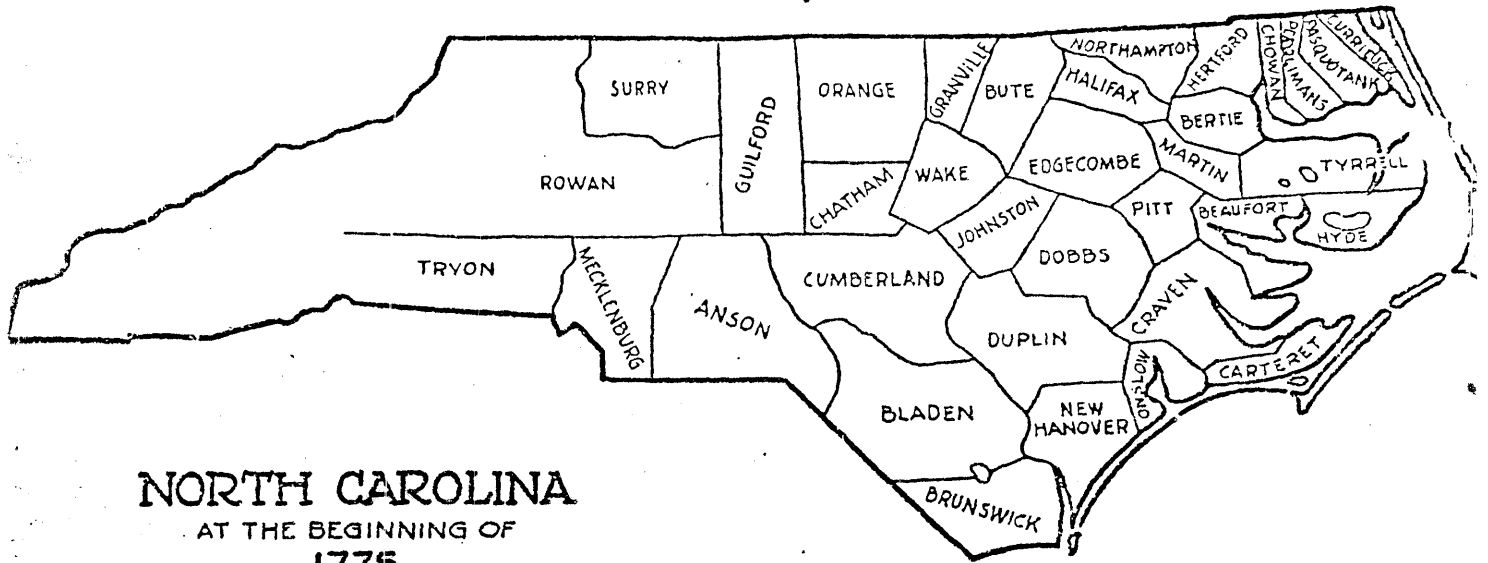 SURRY
GUILFORD
ORANGE
GRANVILLE
BUTE
NORTHAMPTON
HALIFAX
HERTFORD
BERTIE
CHOWAN
PASQUOTANK
CURRITUCK
ROWAN
CHATHAM
WAKE
EDGECOMBE
MARTIN
TYRRELL
JOHNSTON
PITT
BEAUFORT
HYDE
TRYON
MECKLENBURG
ANSON
CUMBERLAND
DOBBS
CRAVEN
DUPLIN
ONSLOW
CARTERET
BLADEN
NEW
HANOVER
BRUNSWICK
NORTH CAROLINA
AT THE BEGINNING OF
1775